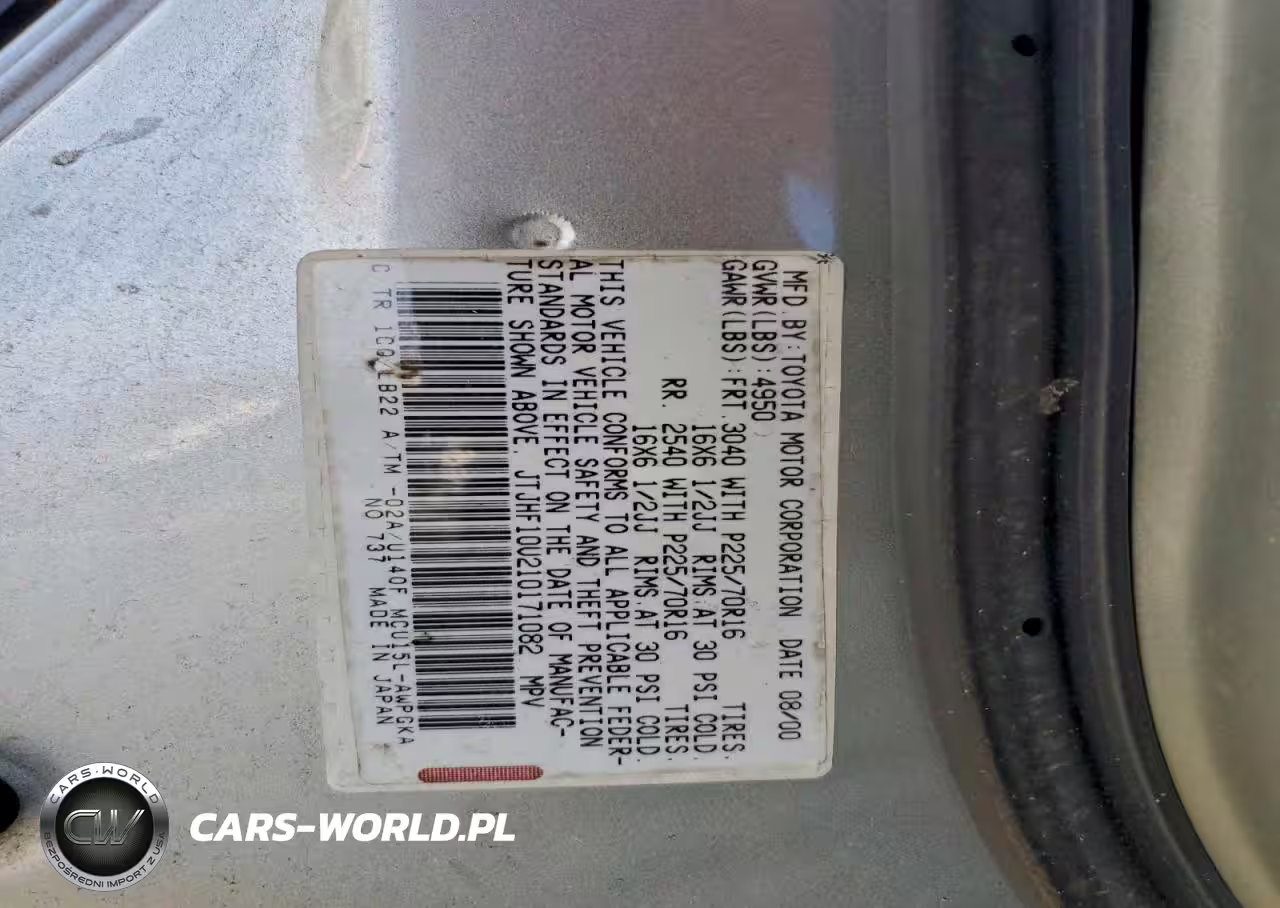 MFD.BY:TOYOTA MOTOR CORPORATION DATE 08/00
GVWR(LBS):4950
GAWR(LBS):FRT.3040 WITH P225/70R16 TIRES.
16X6 1/2JJ RIMS.AT 30 PSI COLD.
RR. 2540 WITH P225/70R16 TIRES.
16X6 1/2JJ RIMS.AT 30 PSI COLD.
THIS VEHICLE CONFORMS TO ALL APPLICABLE FEDER-
AL MOTOR VEHICLE SAFETY AND THEFT PREVENTION
STANDARDS IN EFFECT ON THE DATE OF MANUFAC-
TURE SHOWN ABOVE. JTJHF10U210171082 MPV
C TR 1C0 LB22 A TM -02A/U140F MCU15L-AWPGKA
NO 737 MADE IN JAPAN
CARS-WORLD
CW
BEZPOŚREDNI IMPORT Z USA
CARS-WORLD.PL